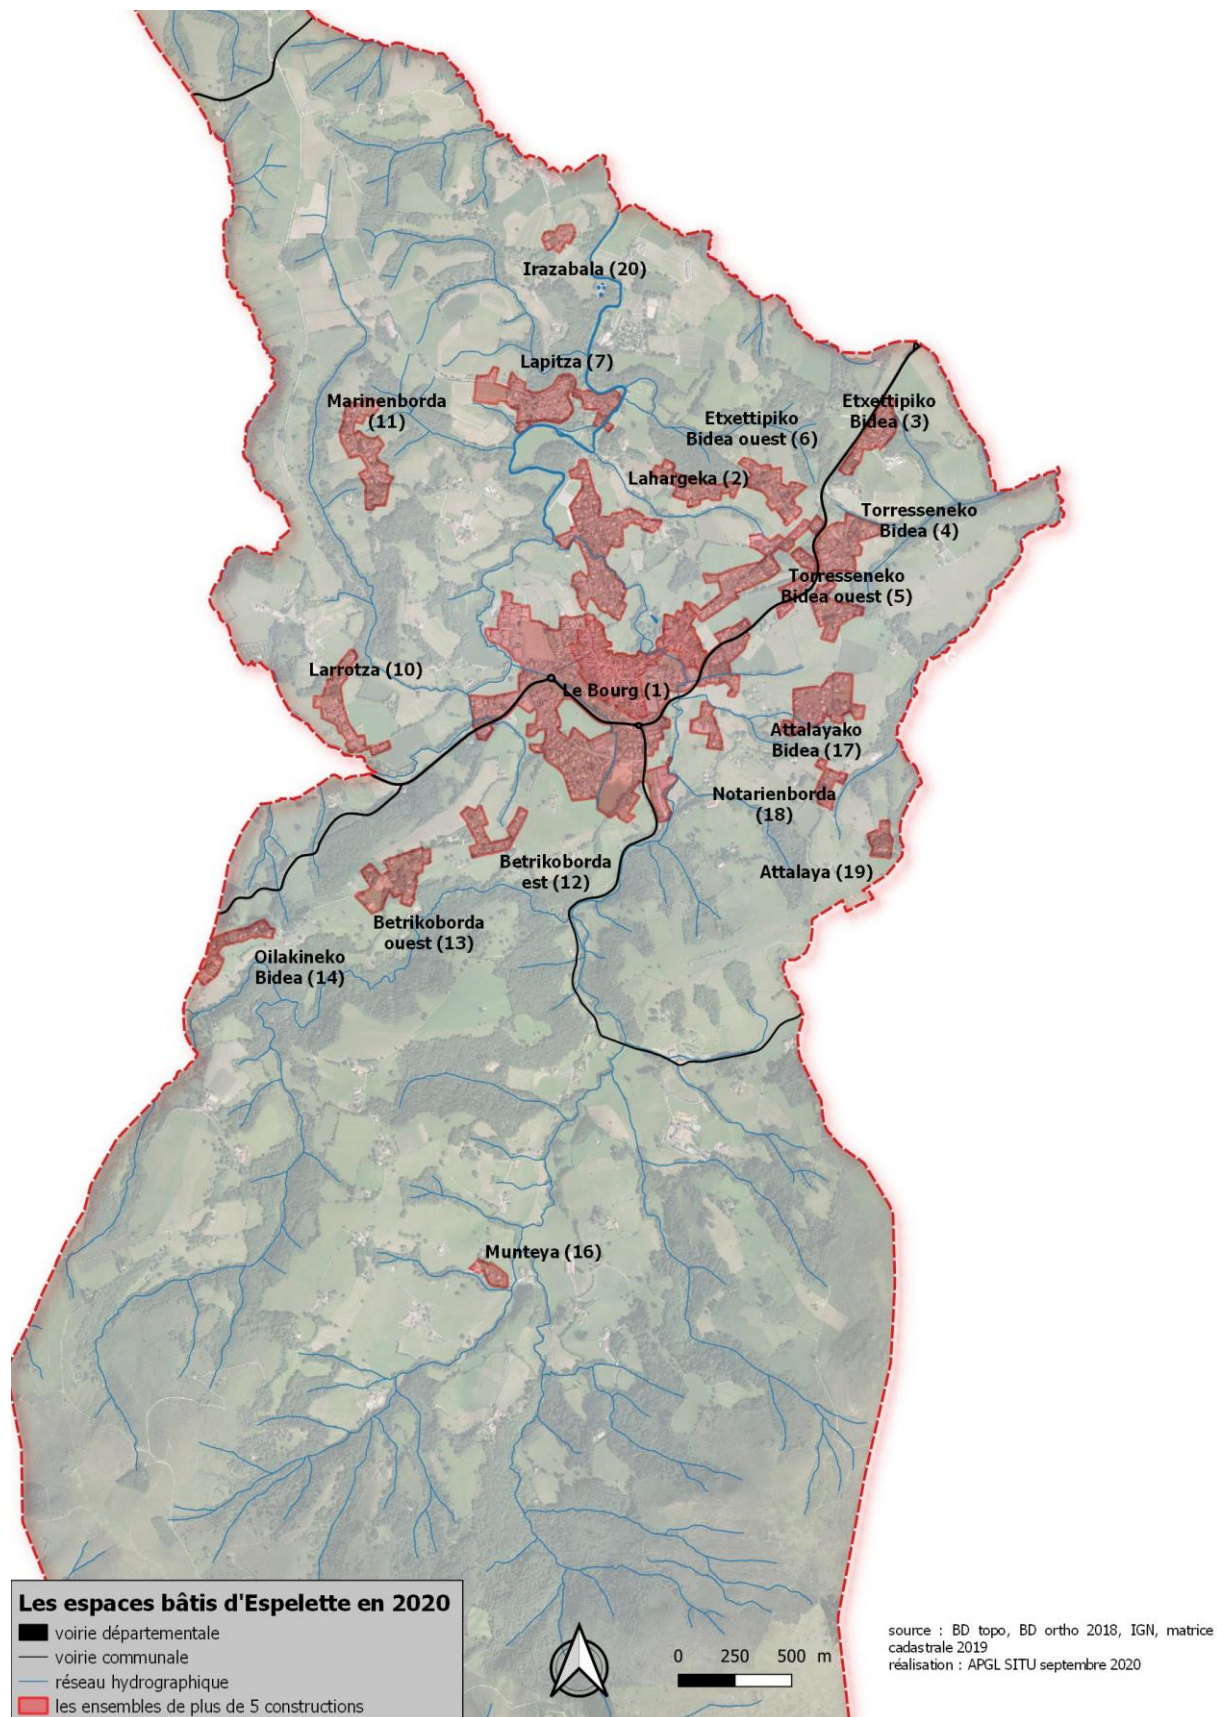 Irazabala (20)
Lapitza (7)
Marinenborda
(11)
Etxettipiko
Bidea ouest (6)
Etxettipiko
Bidea (3)
Lahargeka (2)
Torresseneko
Bidea (4)
Torresseneko
Bidea ouest (5)
Larrotza (10)
Le Bourg (1)
Attalayako
Bidea (17)
Notarienborda
(18)
Attalaya (19)
Betrikoborda
est (12)
Betrikoborda
ouest (13)
Oilakineko
Bidea (14)
Munteya (16)
Les espaces bâtis d'Espelette en 2020
voirie départementale
voirie communale
réseau hydrographique
les ensembles de plus de 5 constructions
0 250 500 m
source : BD topo, BD ortho 2018, IGN, matrice
cadastrale 2019
réalisation : APGL SITU septembre 2020